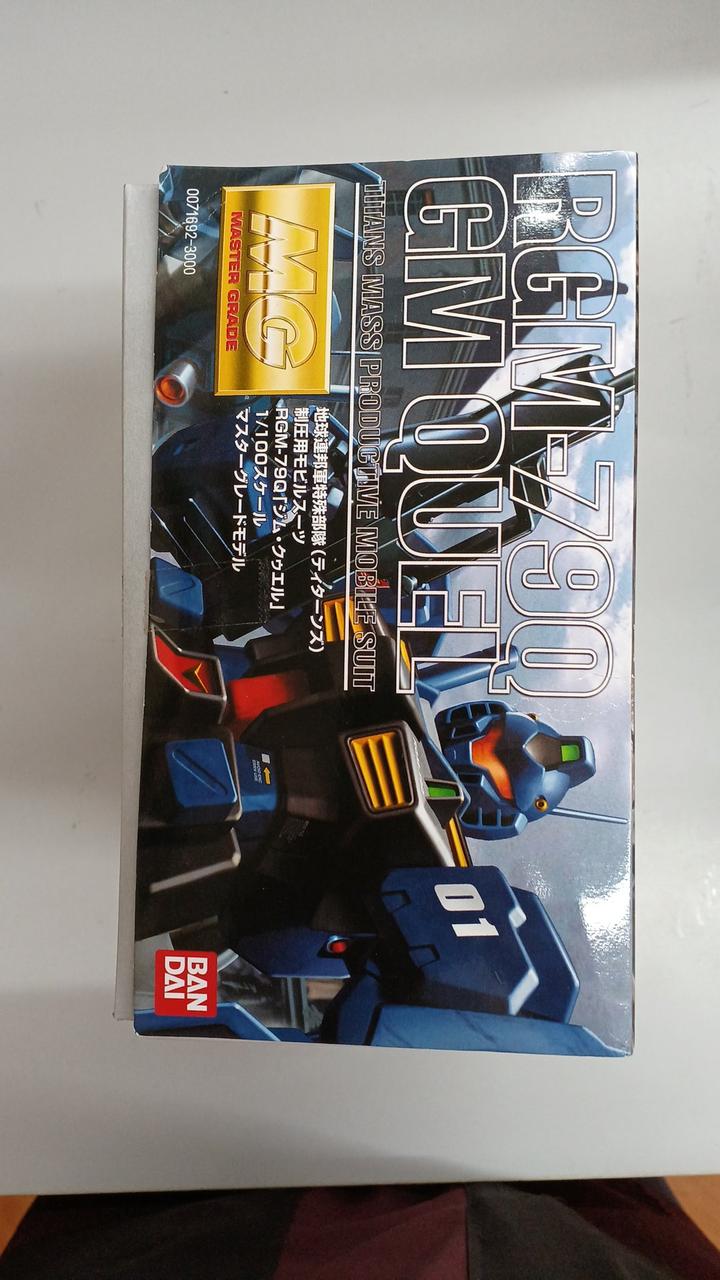 RGM-79Q
GM QUEL
TITANS MASS PRODUCTIVE MOBILE SUIT
MG
MASTER GRADE
地球連邦軍特殊部隊(ティターンズ)
制圧用モビルスーツ
RGM-79Q「ジム・クゥエル」
1/100スケール
マスターグレードモデル
0071692-3000
01
BAN
DAI